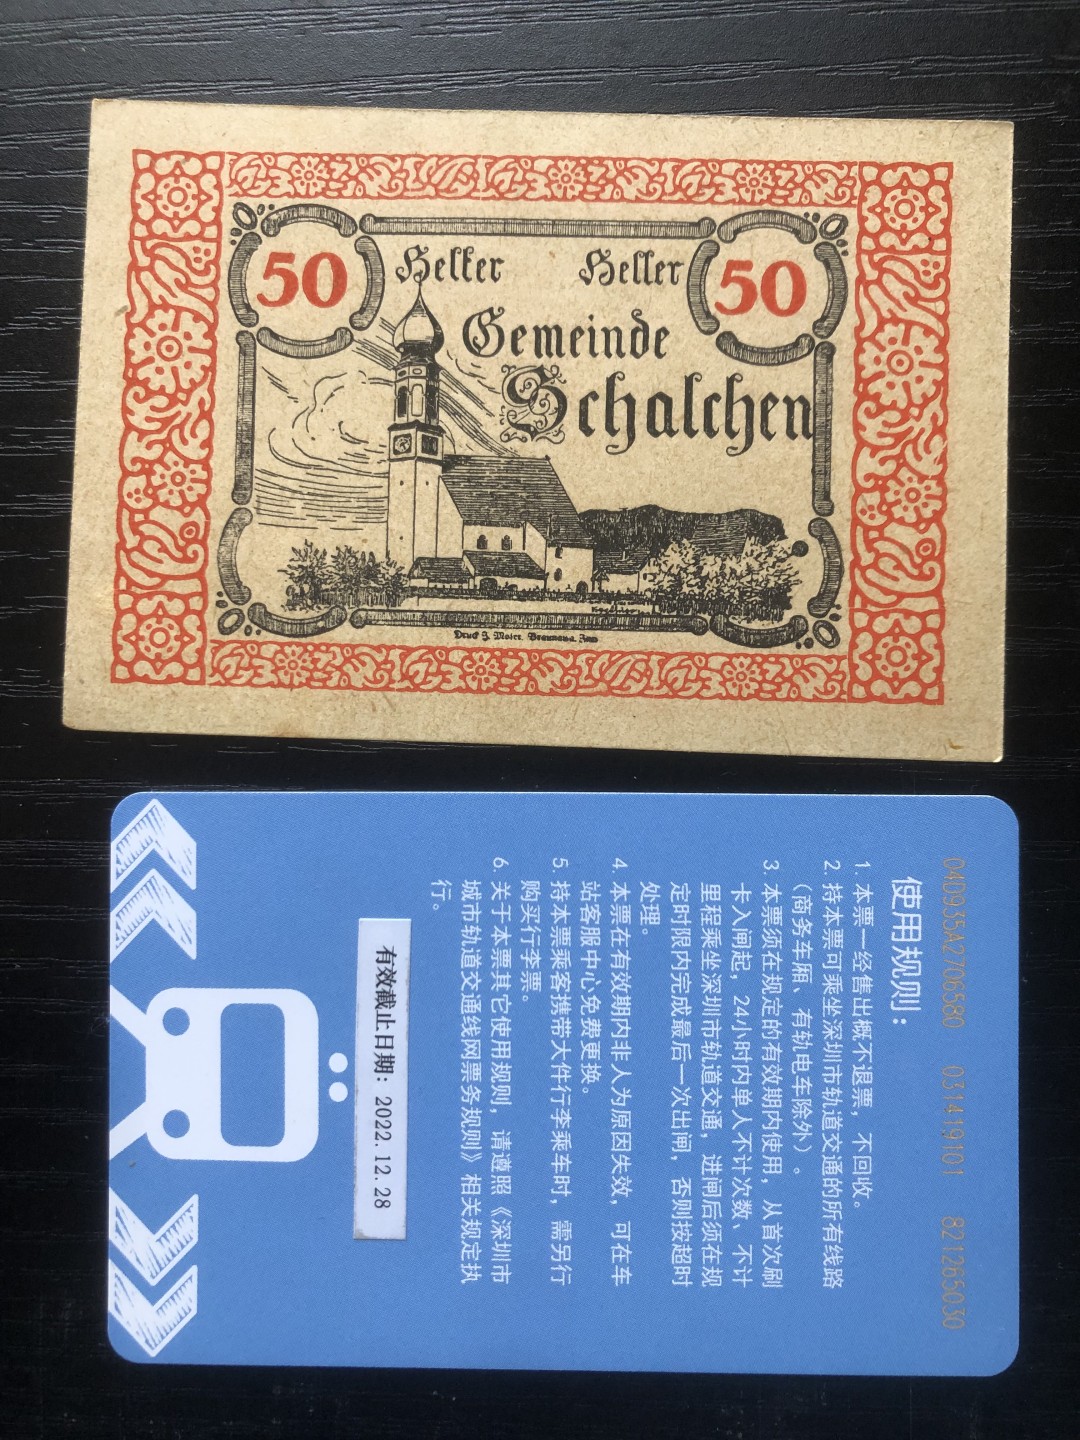 50 Heller Heller 50
Gemeinde
Schalchen
Druck J. Moser. Braunau a. Inn
040935A2706580 031419101 821265030
使用规则：
1. 本票一经售出概不退票，不回收。
2. 持本票可乘坐深圳市轨道交通的所有线路
（商务车厢、有轨电车除外）。
3. 本票须在规定的有效期内使用，从首次刷
卡入闸起，24小时内单人不计次数、不计
里程乘坐深圳市轨道交通，进闸后须在规
定时限内完成最后一次出闸，否则按超时
处理。
4. 本票在有效期内非人为原因失效，可在车
站客服中心免费更换。
5. 持本票乘客携带大件行李乘车时，需另行
购买行李票。
6. 关于本票其它使用规则，请遵照《深圳市
城市轨道交通线网票务规则》相关规定执
行。
有效截止日期：2022.12.28